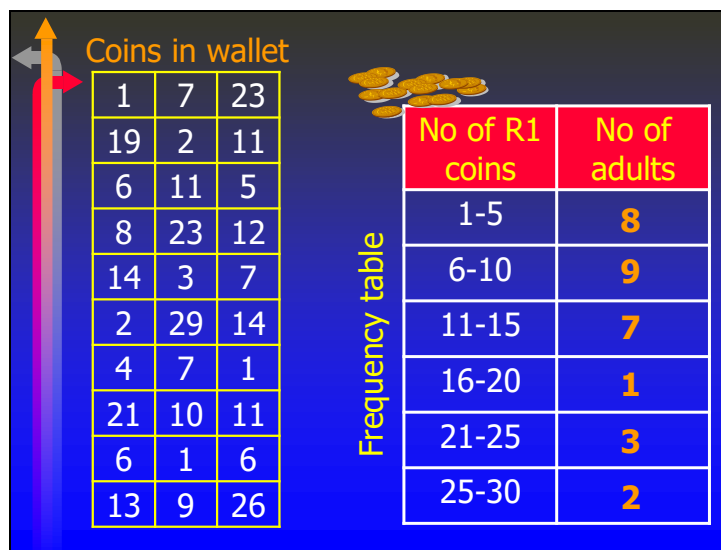 Coins in wallet
1 7 23
19 2 11
6 11 5
8 23 12
14 3 7
2 29 14
4 7 1
21 10 11
6 1 6
13 9 26
Frequency table
No of R1 No of
coins adults
1-5 8
6-10 9
11-15 7
16-20 1
21-25 3
25-30 2